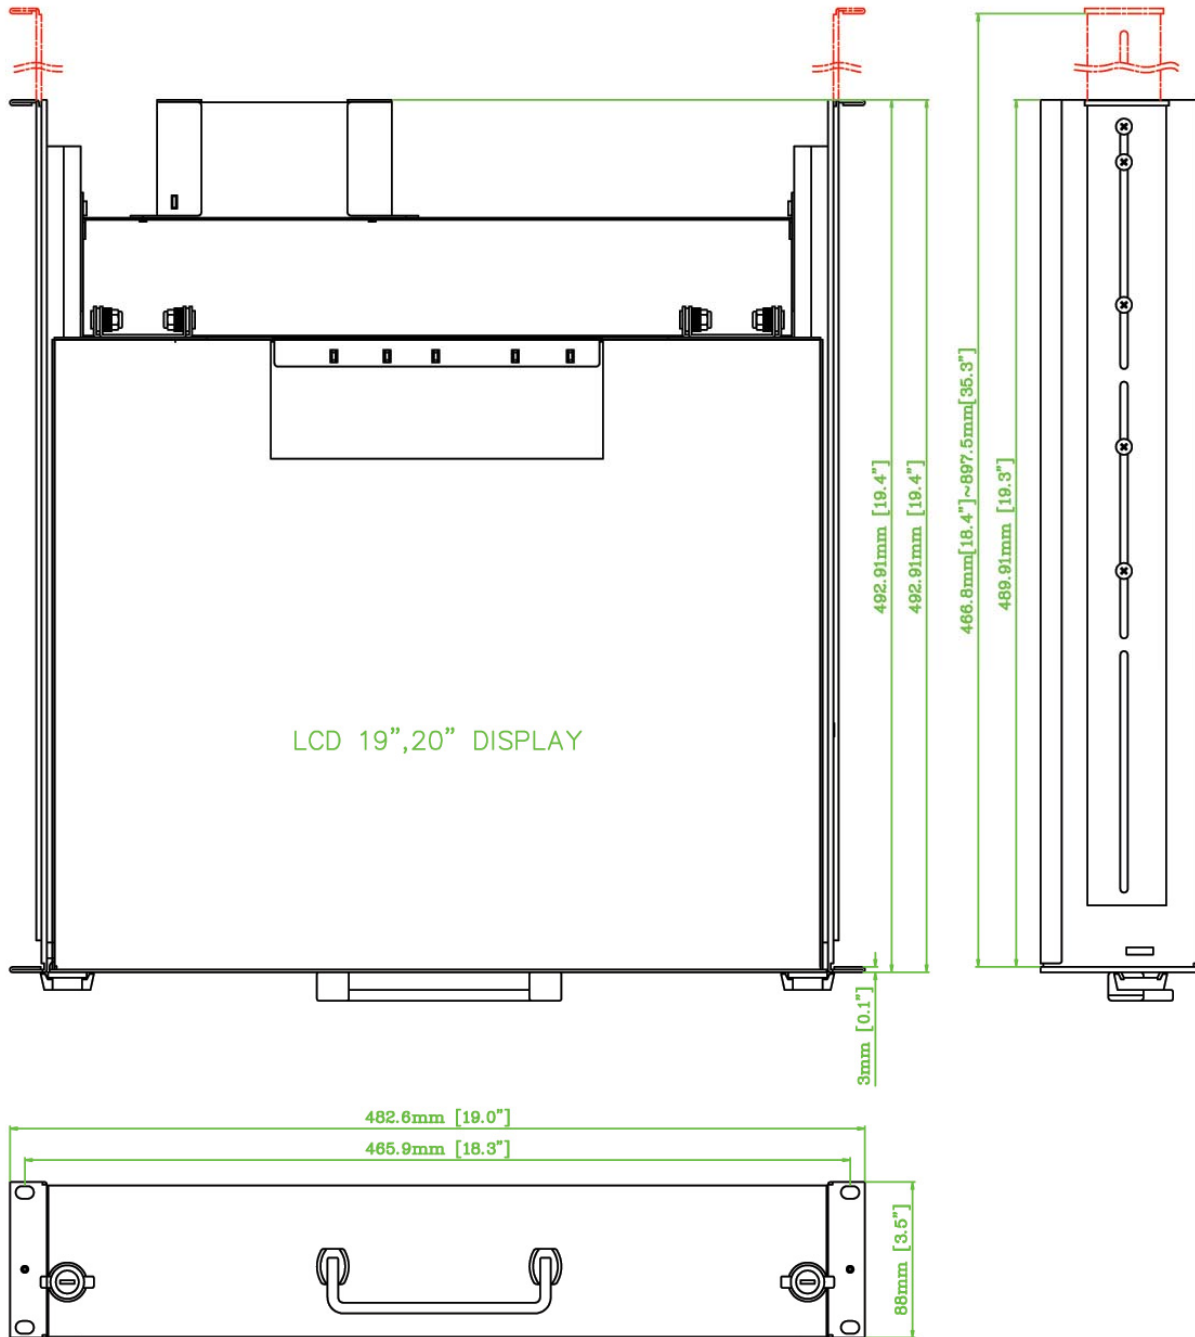 492.91mm [19.4"]
492.91mm [19.4"]
466.8mm[18.4"]~897.5mm[35.3"]
489.91mm [19.3"]
LCD 19”,20” DISPLAY
3mm [0.1"]
482.6mm [19.0"]
465.9mm [18.3"]
88mm [3.5"]